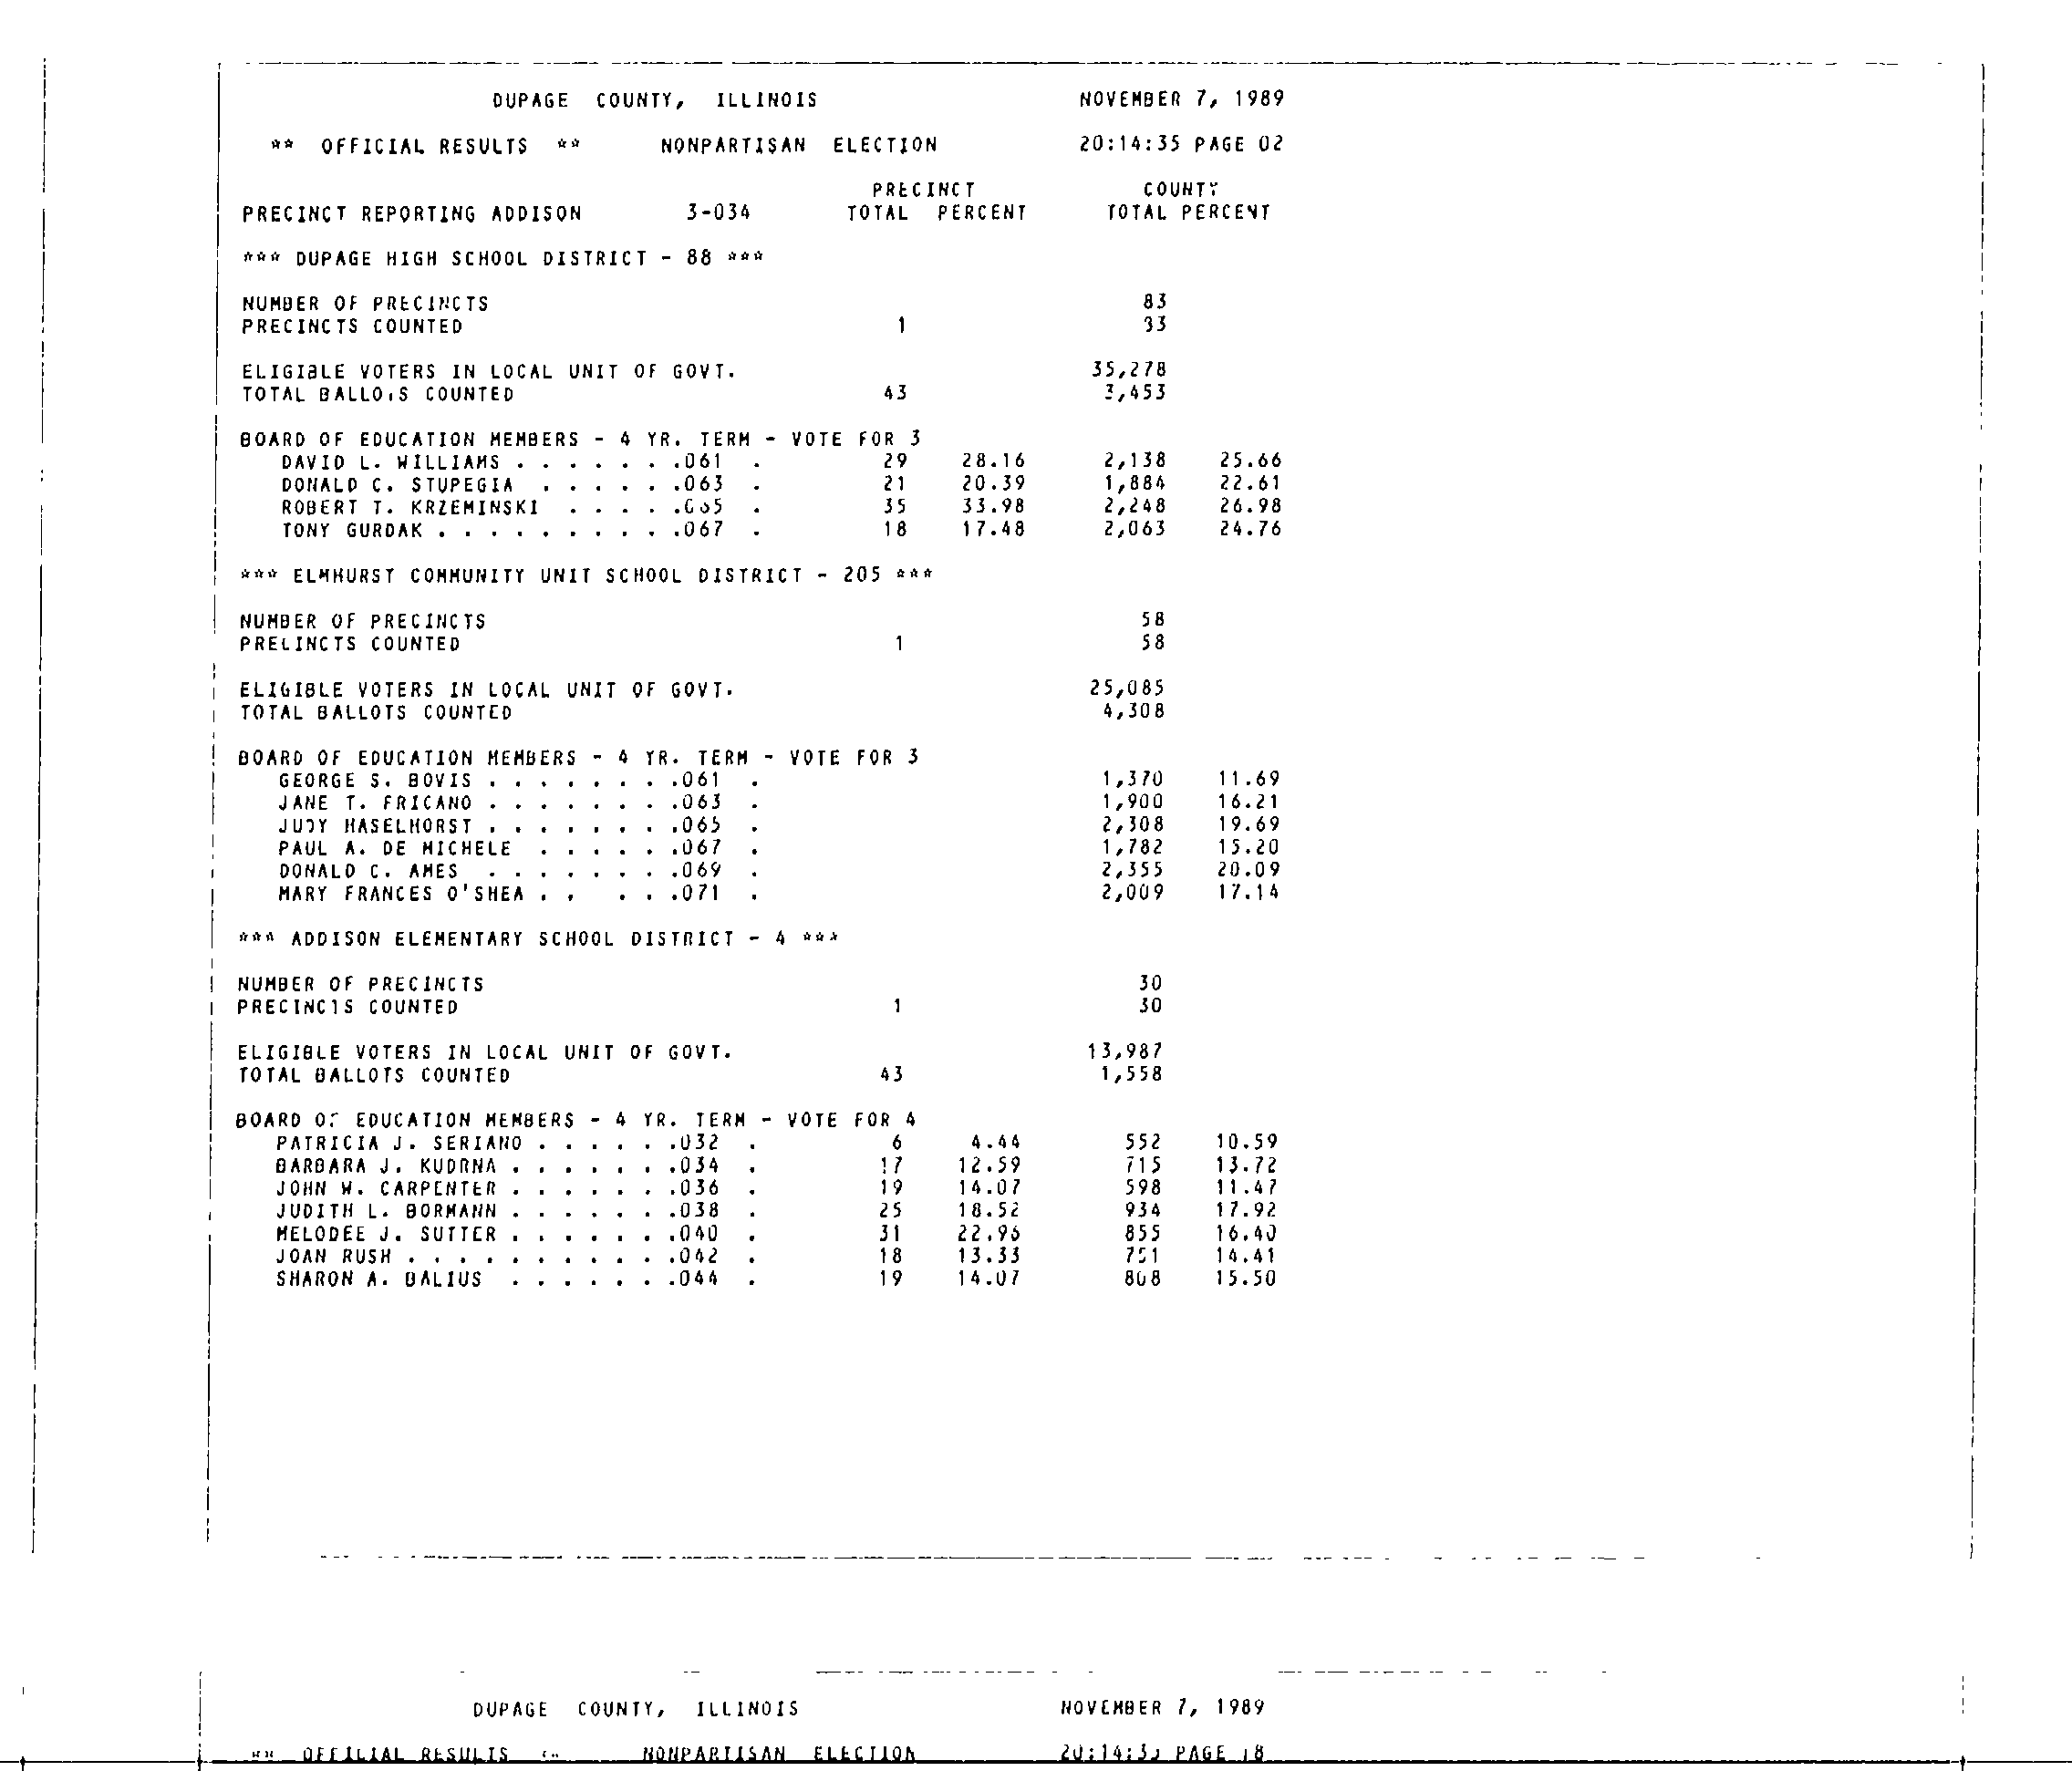 DUPAGE COUNTY, ILLINOIS NOVEMBER 7, 1989
** OFFICIAL RESULTS ** NONPARTISAN ELECTION 20:14:35 PAGE 02
PRECINCT COUNTY
PRECINCT REPORTING ADDISON 3-034 TOTAL PERCENT TOTAL PERCENT
*** DUPAGE HIGH SCHOOL DISTRICT - 88 ***
NUMBER OF PRECINCTS 83
PRECINCTS COUNTED 1
ELIGIBLE VOTERS IN LOCAL UNIT OF GOVT. 35,278
TOTAL BALLOTS COUNTED 43 3,453
BOARD OF EDUCATION MEMBERS - 4 YR. TERM - VOTE FOR 3
DAVID L. WILLIAMS . . . . . . .061 . 29 28.16 2,138 25.66
DONALD C. STUPEGIA . . . . . .063 . 21 20.39 1,884 22.61
ROBERT T. KRZEMINSKI . . . . .065 . 35 33.98 2,248 26.98
TONY GURDAK . . . . . . . . . .067 . 18 17.48 2,063 24.76
*** ELMHURST COMMUNITY UNIT SCHOOL DISTRICT - 205 ***
NUMBER OF PRECINCTS 58
PRECINCTS COUNTED 1 58
ELIGIBLE VOTERS IN LOCAL UNIT OF GOVT. 25,085
TOTAL BALLOTS COUNTED 4,308
BOARD OF EDUCATION MEMBERS - 4 YR. TERM - VOTE FOR 3
GEORGE S. BOVIS . . . . . . . .061 . 1,370 11.69
JANE T. FRICANO . . . . . . . .063 . 1,900 16.21
JUDY HASELHORST . . . . . . . .065 . 2,308 19.69
PAUL A. DE MICHELE . . . . . .067 . 1,782 15.20
DONALD C. AMES . . . . . . . .069 . 2,355 20.09
MARY FRANCES O'SHEA . . . . .071 . 2,009 17.14
*** ADDISON ELEMENTARY SCHOOL DISTRICT - 4 ***
NUMBER OF PRECINCTS 30
PRECINCTS COUNTED 1 30
ELIGIBLE VOTERS IN LOCAL UNIT OF GOVT. 13,987
TOTAL BALLOTS COUNTED 43 1,558
BOARD OF EDUCATION MEMBERS - 4 YR. TERM - VOTE FOR 4
PATRICIA J. SERIANO . . . . . .032 . 6 4.44 552 10.59
BARBARA J. KUDRNA . . . . . . .034 . 17 12.59 715 13.72
JOHN W. CARPENTER . . . . . . .036 . 19 14.07 598 11.47
JUDITH L. BORMANN . . . . . . .038 . 25 18.52 934 17.92
MELODEE J. SUTTER . . . . . . .040 . 31 22.96 855 16.40
JOAN RUSH . . . . . . . . . . .042 . 18 13.33 751 14.41
SHARON A. DALIUS . . . . . . .044 . 19 14.07 808 15.50
DUPAGE COUNTY, ILLINOIS NOVEMBER 7, 1989
** OFFICIAL RESULTS ** NONPARTISAN ELECTION 20:14:35 PAGE